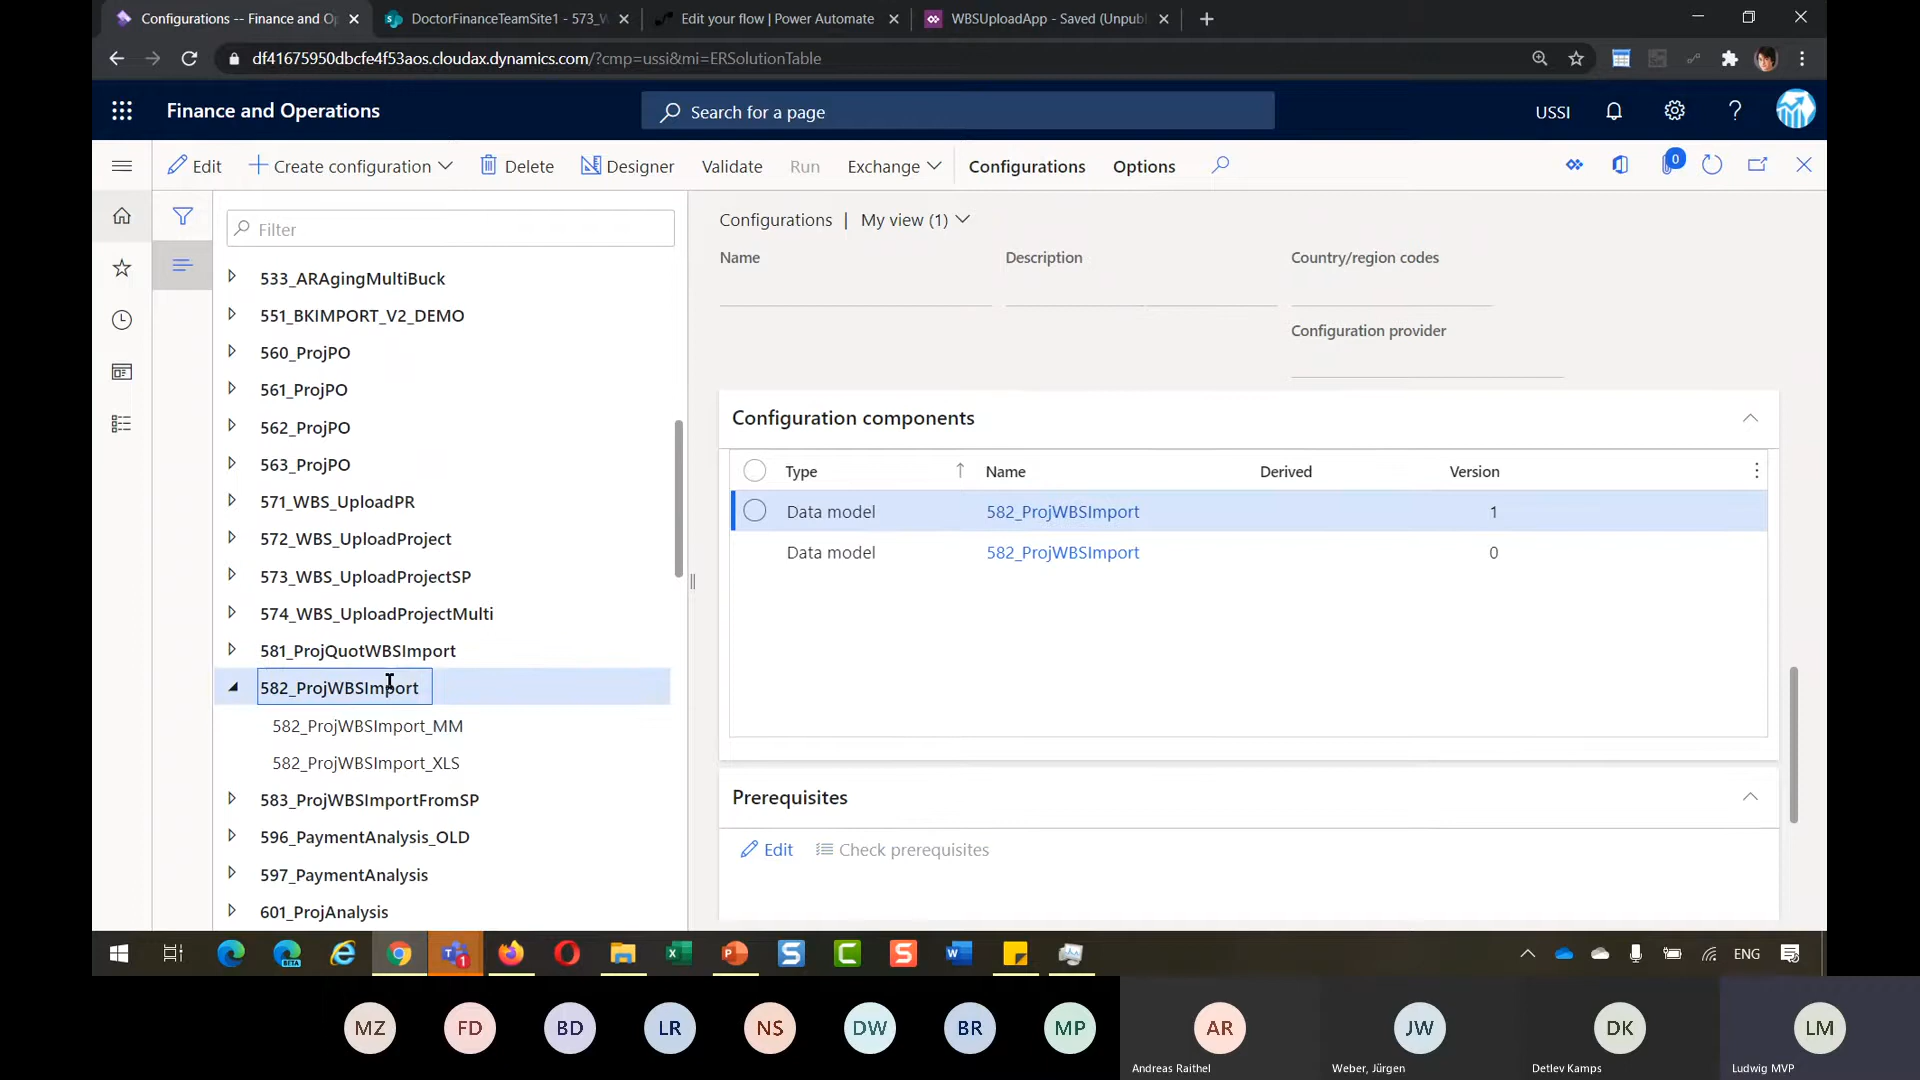 Configurations -- Finance and Op
DoctorFinanceTeamSite1 - 573_W
Edit your flow | Power Automate
WBSUploadApp - Saved (Unpubl
df41675950dbcfe4f53aos.cloudax.dynamics.com/?cmp=ussi&mi=ERSolutionTable
Finance and Operations
Search for a page
USSI
Edit
Create configuration
Delete
Designer
Validate
Run
Exchange
Configurations
Options
0
Filter
533_ARAgingMultiBuck
551_BKIMPORT_V2_DEMO
560_ProjPO
561_ProjPO
562_ProjPO
563_ProjPO
571_WBS_UploadPR
572_WBS_UploadProject
573_WBS_UploadProjectSP
574_WBS_UploadProjectMulti
581_ProjQuotWBSImport
582_ProjWBSImport
582_ProjWBSImport_MM
582_ProjWBSImport_XLS
583_ProjWBSImportFromSP
596_PaymentAnalysis_OLD
597_PaymentAnalysis
601_ProjAnalysis
Configurations | My view (1)
Name Description Country/region codes
Configuration provider
Configuration components
Type Name Derived Version
Data model 582_ProjWBSImport 1
Data model 582_ProjWBSImport 0
Prerequisites
Edit Check prerequisites
BETA
1
ENG
MZ FD BD LR NS DW BR MP AR JW DK LM
Andreas Raithel Weber, Jürgen Detlev Kamps Ludwig MVP